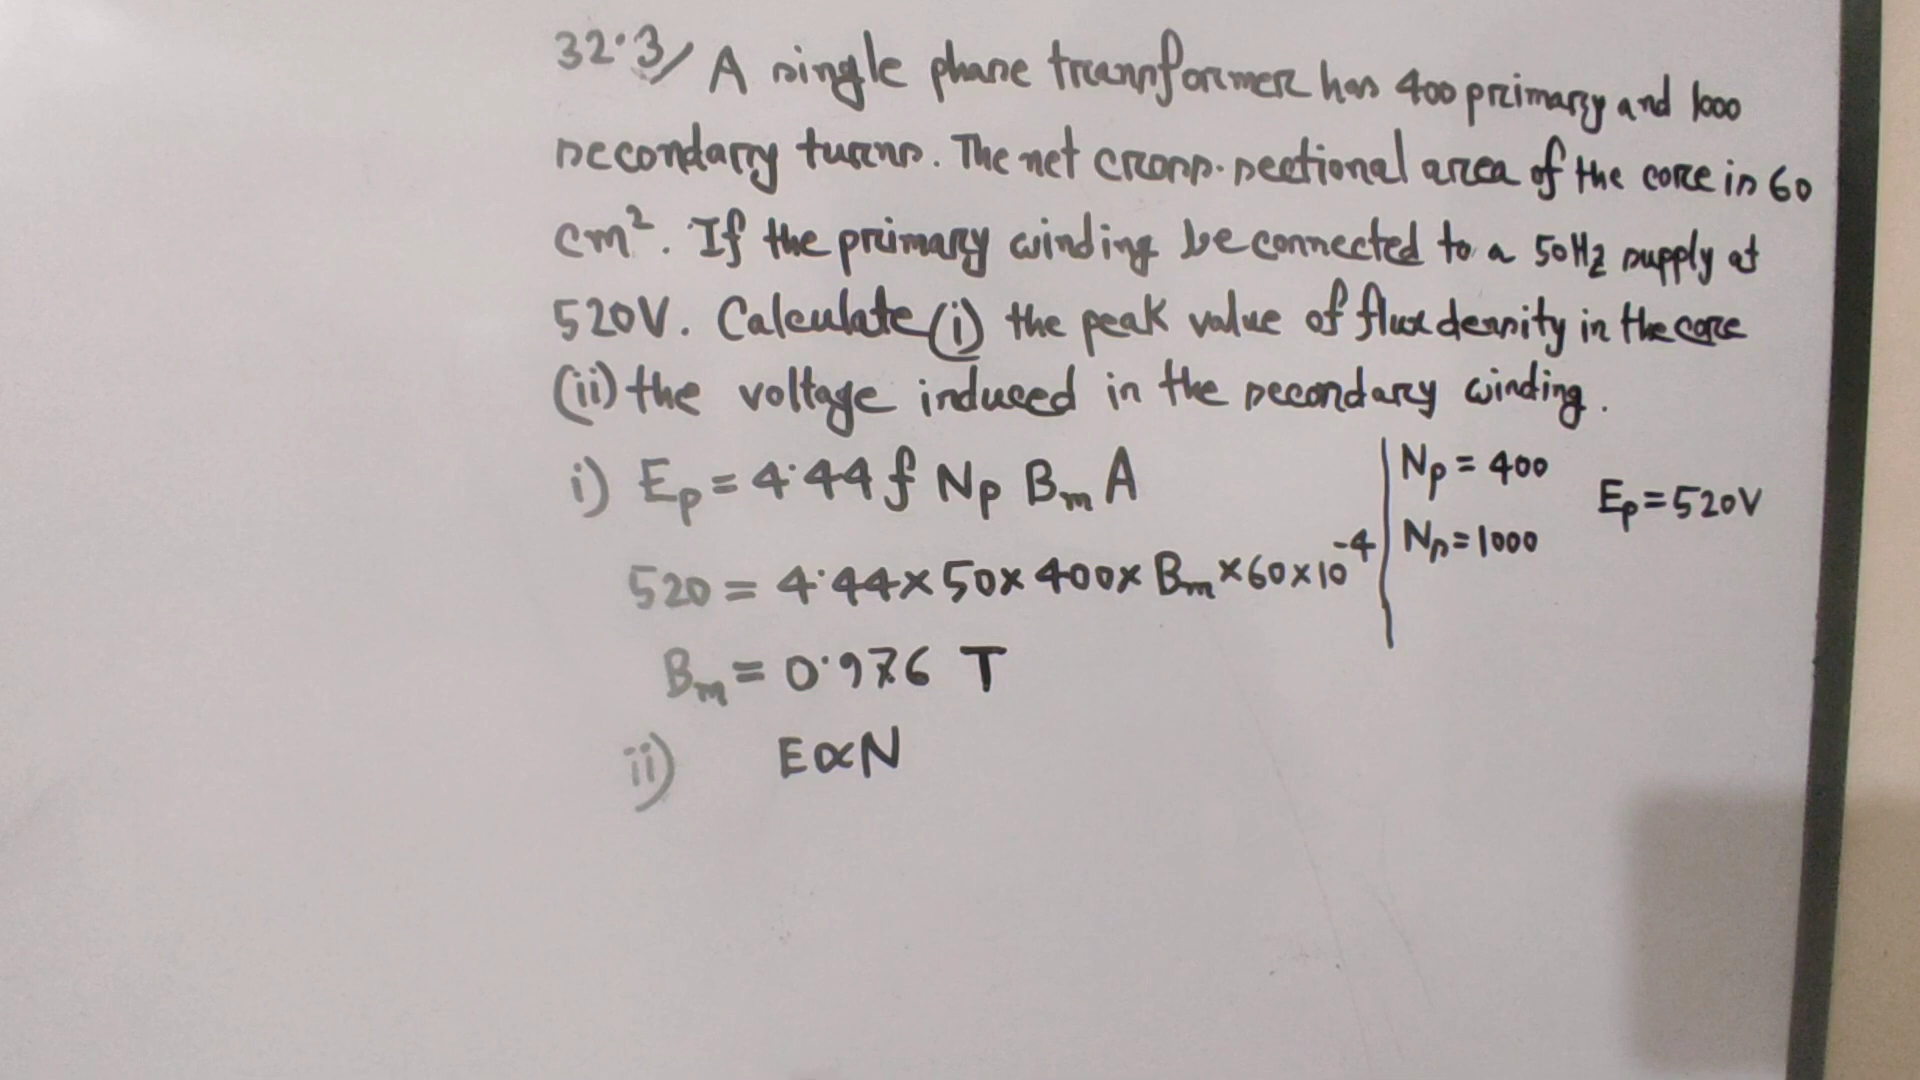 32.3/ A single phase transformer has 400 primary and 1000
secondary turns. The net cross-sectional area of the core is 60
cm². If the primary winding be connected to a 50Hz supply at
520V. Calculate (i) the peak value of flux density in the core
(ii) the voltage induced in the secondary winding.
i) Ep = 4.44 f Np Bm A
Np = 400
Ep = 520V
520 = 4.44 × 50 × 400 × Bm × 60 × 10⁻⁴
Ns = 1000
Bm = 0.976 T
ii) E ∝ N